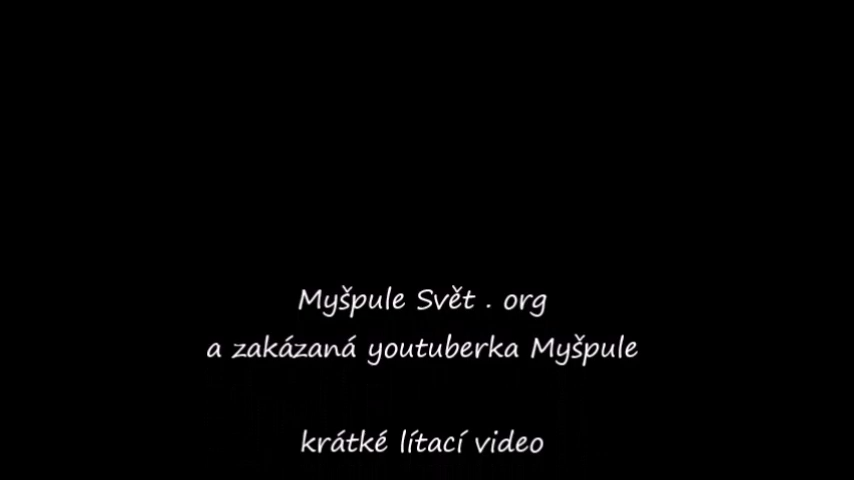 Myšpule Svět . org
a zakázaná youtuberka Myšpule
krátké lítací video